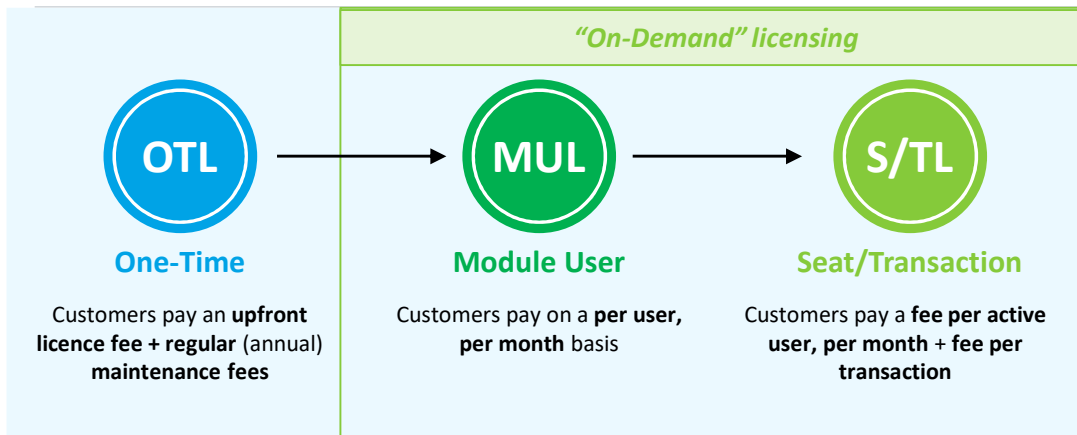 “On-Demand” licensing
OTL
MUL
S/TL
One-Time
Module User
Seat/Transaction
Customers pay an upfront
licence fee + regular (annual)
maintenance fees
Customers pay on a per user,
per month basis
Customers pay a fee per active
user, per month + fee per
transaction